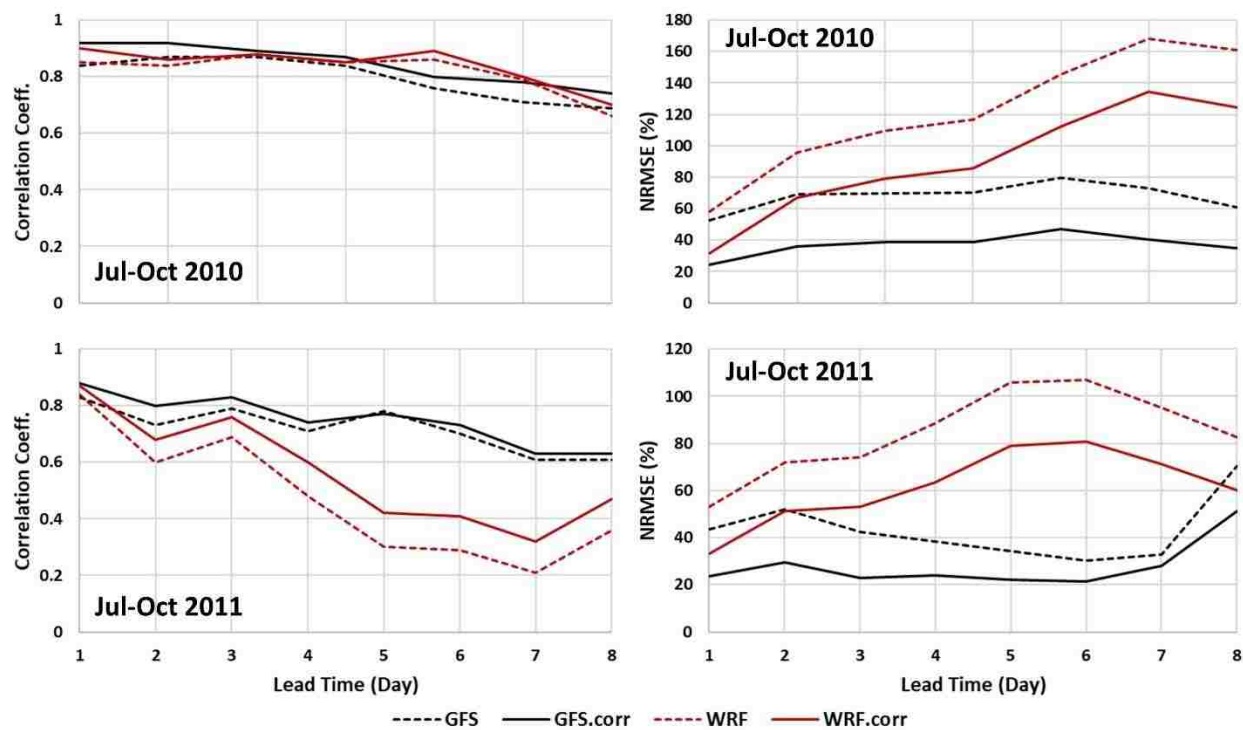 1
0.8
0.6
0.4
0.2
0
Correlation Coeff.
Jul-Oct 2010
180
160
140
120
100
80
60
40
20
0
NRMSE (%)
Jul-Oct 2010
1
0.8
0.6
0.4
0.2
0
Correlation Coeff.
Jul-Oct 2011
1 2 3 4 5 6 7 8
Lead Time (Day)
120
100
80
60
40
20
0
NRMSE (%)
Jul-Oct 2011
1 2 3 4 5 6 7 8
Lead Time (Day)
GFS GFS.corr WRF WRF.corr